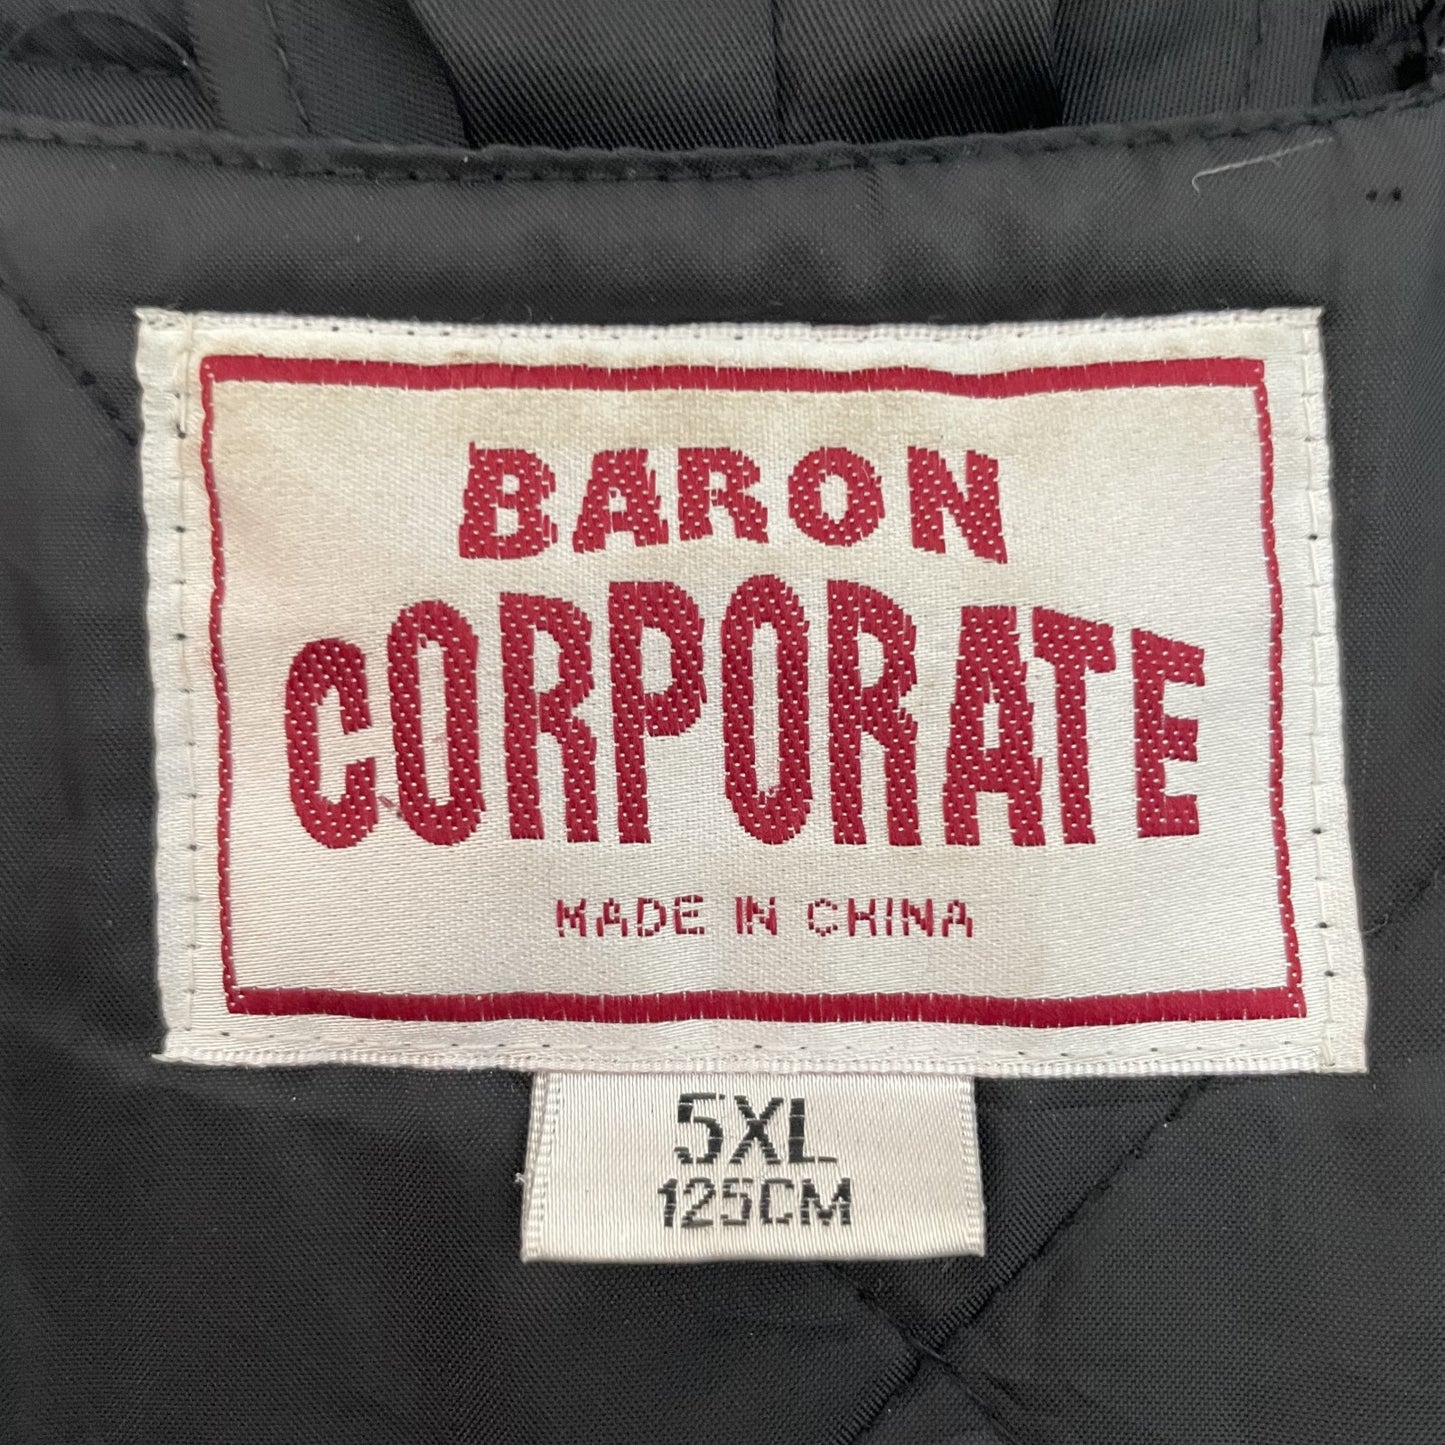 BARON
CORPORATE
MADE IN CHINA
5XL
125CM